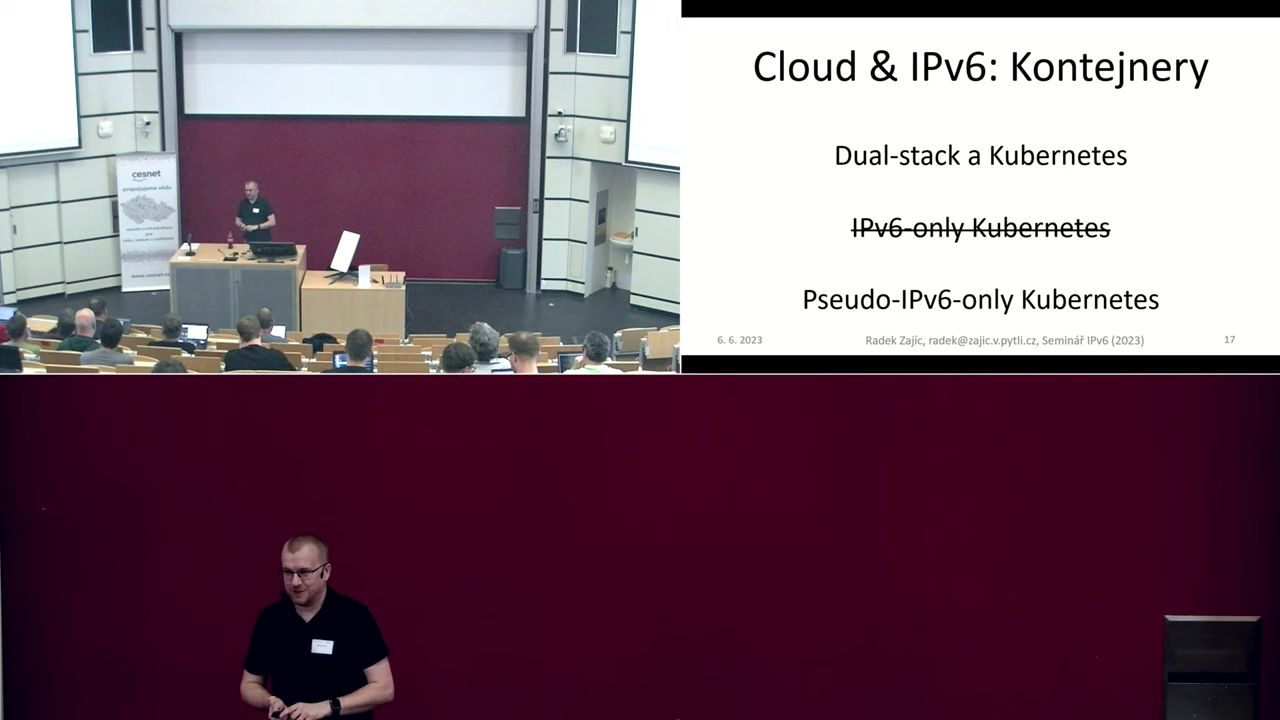 cesnet
propojujeme vědu
Cloud & IPv6: Kontejnery
Dual-stack a Kubernetes
IPv6-only Kubernetes
Pseudo-IPv6-only Kubernetes
6. 6. 2023
Radek Zajíc, radek@zajic.v.pytli.cz, Seminář IPv6 (2023)
17